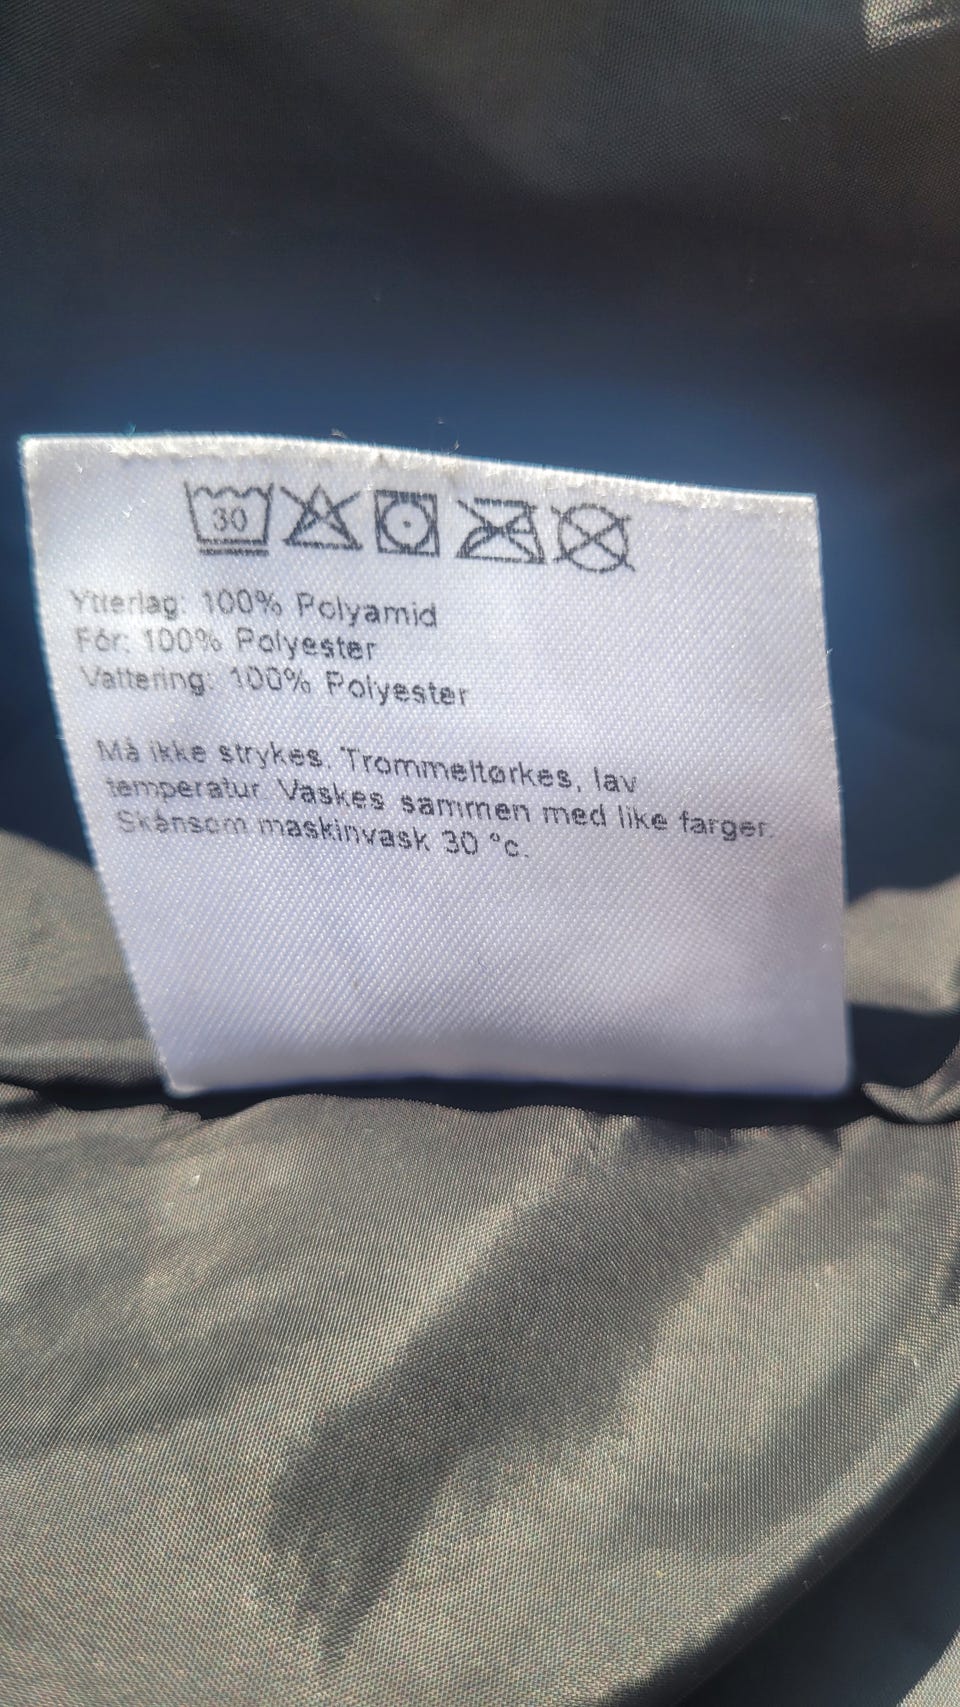 30
Ytterlag: 100% Polyamid
Fór: 100% Polyester
Vattering: 100% Polyester
Må ikke strykes. Trommeltørkes, lav
temperatur. Vaskes sammen med like farger.
Skånsom maskinvask 30 °c.